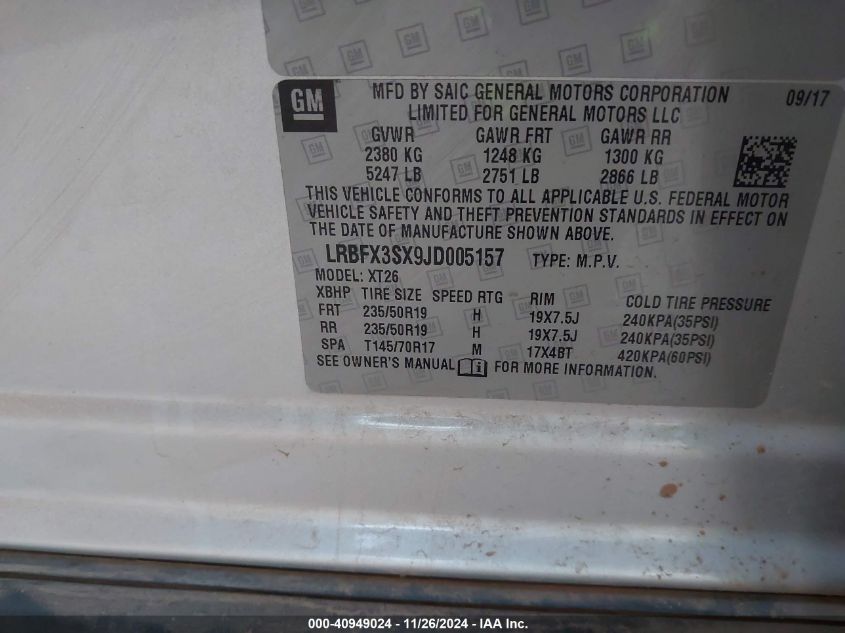 GM
MFD BY SAIC GENERAL MOTORS CORPORATION 09/17
LIMITED FOR GENERAL MOTORS LLC
GVWR GAWR FRT GAWR RR
2380 KG 1248 KG 1300 KG
5247 LB 2751 LB 2866 LB
THIS VEHICLE CONFORMS TO ALL APPLICABLE U.S. FEDERAL MOTOR
VEHICLE SAFETY AND THEFT PREVENTION STANDARDS IN EFFECT ON
THE DATE OF MANUFACTURE SHOWN ABOVE.
LRBFX3SX9JD005157 TYPE: M.P.V.
MODEL: XT26
XBHP TIRE SIZE SPEED RTG RIM COLD TIRE PRESSURE
FRT 235/50R19 H 19X7.5J 240KPA(35PSI)
RR 235/50R19 H 19X7.5J 240KPA(35PSI)
SPA T145/70R17 M 17X4BT 420KPA(60PSI)
SEE OWNER'S MANUAL FOR MORE INFORMATION.
000-40949024 - 11/26/2024 - IAA Inc.